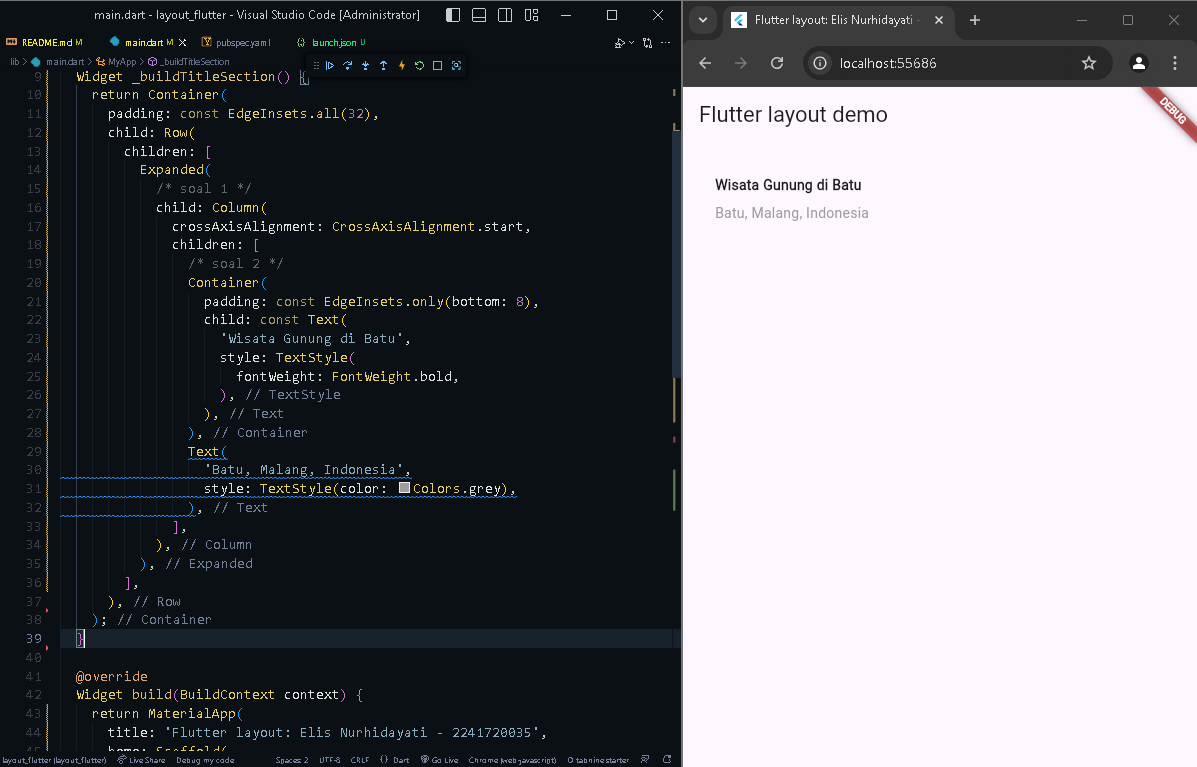 main.dart - layout_flutter - Visual Studio Code [Administrator]
README.md M
main.dart M
pubspec.yaml
launch.json U
lib > main.dart > MyApp > _buildTitleSection
9 Widget _buildTitleSection() {
10 return Container(
11 padding: const EdgeInsets.all(32),
12 child: Row(
13 children: [
14 Expanded(
15 /* soal 1 */
16 child: Column(
17 crossAxisAlignment: CrossAxisAlignment.start,
18 children: [
19 /* soal 2 */
20 Container(
21 padding: const EdgeInsets.only(bottom: 8),
22 child: const Text(
23 'Wisata Gunung di Batu',
24 style: TextStyle(
25 fontWeight: FontWeight.bold,
26 ), // TextStyle
27 ), // Text
28 ), // Container
29 Text(
30 'Batu, Malang, Indonesia',
31 style: TextStyle(color: Colors.grey),
32 ), // Text
33 ],
34 ), // Column
35 ), // Expanded
36 ],
37 ), // Row
38 ); // Container
39 }
40
41 @override
42 Widget build(BuildContext context) {
43 return MaterialApp(
44 title: 'Flutter layout: Elis Nurhidayati - 2241720035',
45 home: Scaffold(
layout_flutter (layout_flutter) Live Share Debug my code Spaces: 2 UTF-8 CRLF {} Dart Go Live Chrome (web-javascript) tabnine starter
Flutter layout: Elis Nurhidayati -
localhost:55686
Flutter layout demo
DEBUG
Wisata Gunung di Batu
Batu, Malang, Indonesia